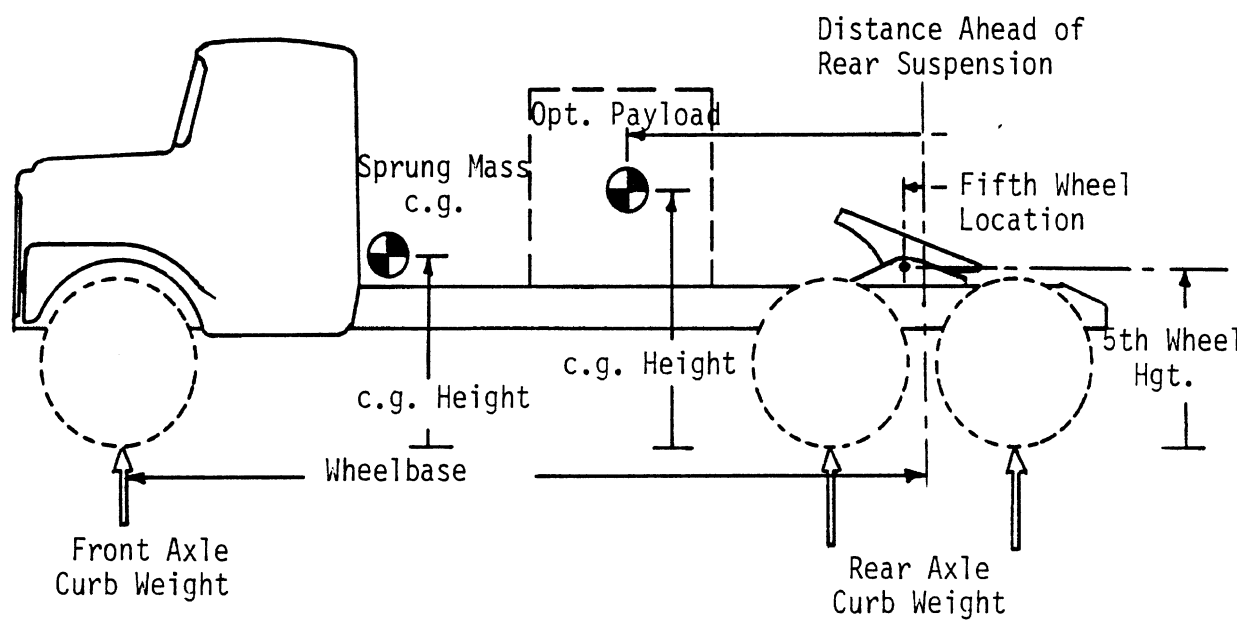 Distance Ahead of
Rear Suspension
Opt. Payload
Sprung Mass
c.g.
Fifth Wheel
Location
c.g. Height
5th Wheel
Hgt.
c.g. Height
Wheelbase
Front Axle
Curb Weight
Rear Axle
Curb Weight